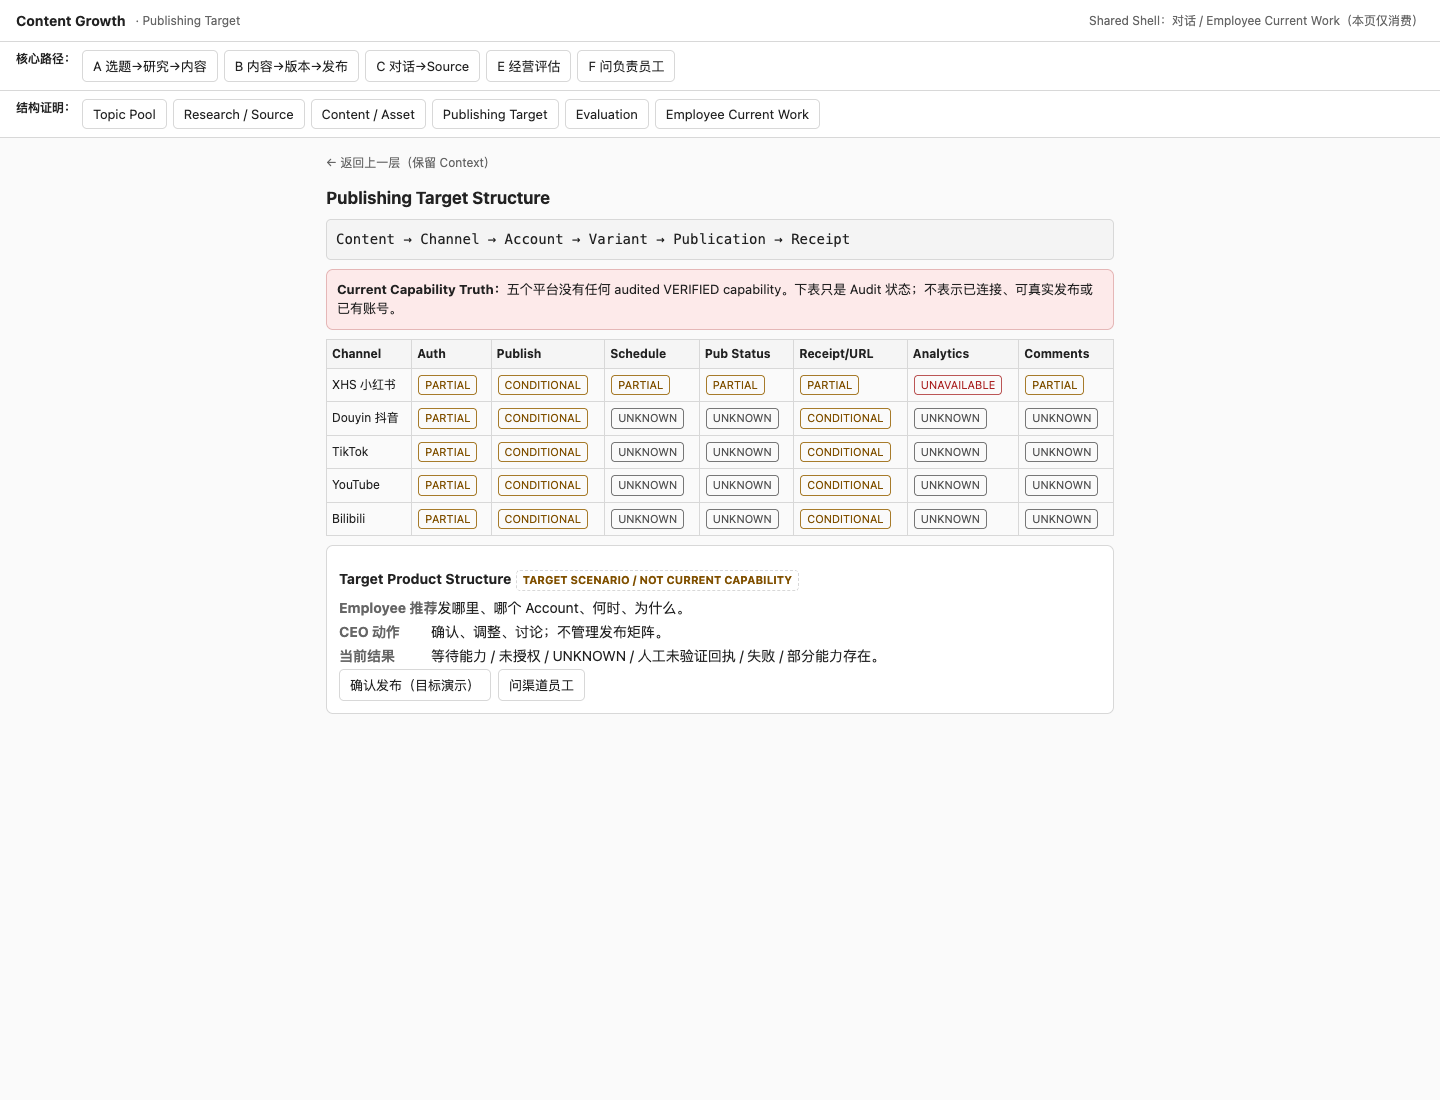 Content Growth · Publishing Target
Shared Shell：对话 / Employee Current Work（本页仅消费）
核心路径：
A 选题→研究→内容
B 内容→版本→发布
C 对话→Source
E 经营评估
F 问负责员工
结构证明：
Topic Pool
Research / Source
Content / Asset
Publishing Target
Evaluation
Employee Current Work
← 返回上一层（保留 Context）
Publishing Target Structure
Content → Channel → Account → Variant → Publication → Receipt
Current Capability Truth：五个平台没有任何 audited VERIFIED capability。下表只是 Audit 状态；不表示已连接、可真实发布或
已有账号。
Channel Auth Publish Schedule Pub Status Receipt/URL Analytics Comments
XHS 小红书 PARTIAL CONDITIONAL PARTIAL PARTIAL PARTIAL UNAVAILABLE PARTIAL
Douyin 抖音 PARTIAL CONDITIONAL UNKNOWN UNKNOWN CONDITIONAL UNKNOWN UNKNOWN
TikTok PARTIAL CONDITIONAL UNKNOWN UNKNOWN CONDITIONAL UNKNOWN UNKNOWN
YouTube PARTIAL CONDITIONAL UNKNOWN UNKNOWN CONDITIONAL UNKNOWN UNKNOWN
Bilibili PARTIAL CONDITIONAL UNKNOWN UNKNOWN CONDITIONAL UNKNOWN UNKNOWN
Target Product Structure TARGET SCENARIO / NOT CURRENT CAPABILITY
Employee 推荐发哪里、哪个 Account、何时、为什么。
CEO 动作 确认、调整、讨论；不管理发布矩阵。
当前结果 等待能力 / 未授权 / UNKNOWN / 人工未验证回执 / 失败 / 部分能力存在。
确认发布（目标演示）
问渠道员工